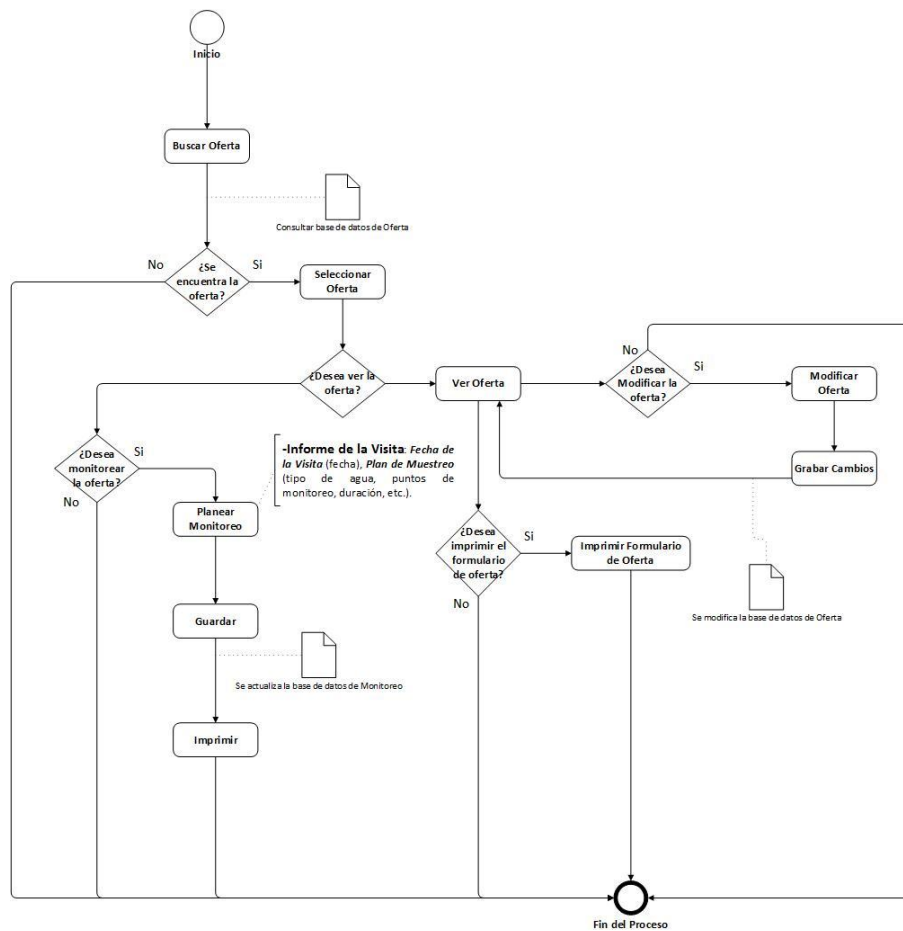 Inicio
Buscar Oferta
Consultar base de datos de Oferta
No
¿Se
encuentra la
oferta?
Si
Seleccionar
Oferta
¿Desea ver la
oferta?
Ver Oferta
No
¿Desea
Modificar la
oferta?
Si
Modificar
Oferta
Grabar Cambios
Se modifica la base de datos de Oferta
¿Desea
monitorear
la oferta?
Si
No
-Informe de la Visita: Fecha de
la Visita (fecha), Plan de Muestreo
(tipo de agua, puntos de
monitoreo, duración, etc.).
Planear
Monitoreo
¿Desea
imprimir el
formulario
de oferta?
Si
No
Imprimir Formulario
de Oferta
Guardar
Se actualiza la base de datos de Monitoreo
Imprimir
Fin del Proceso